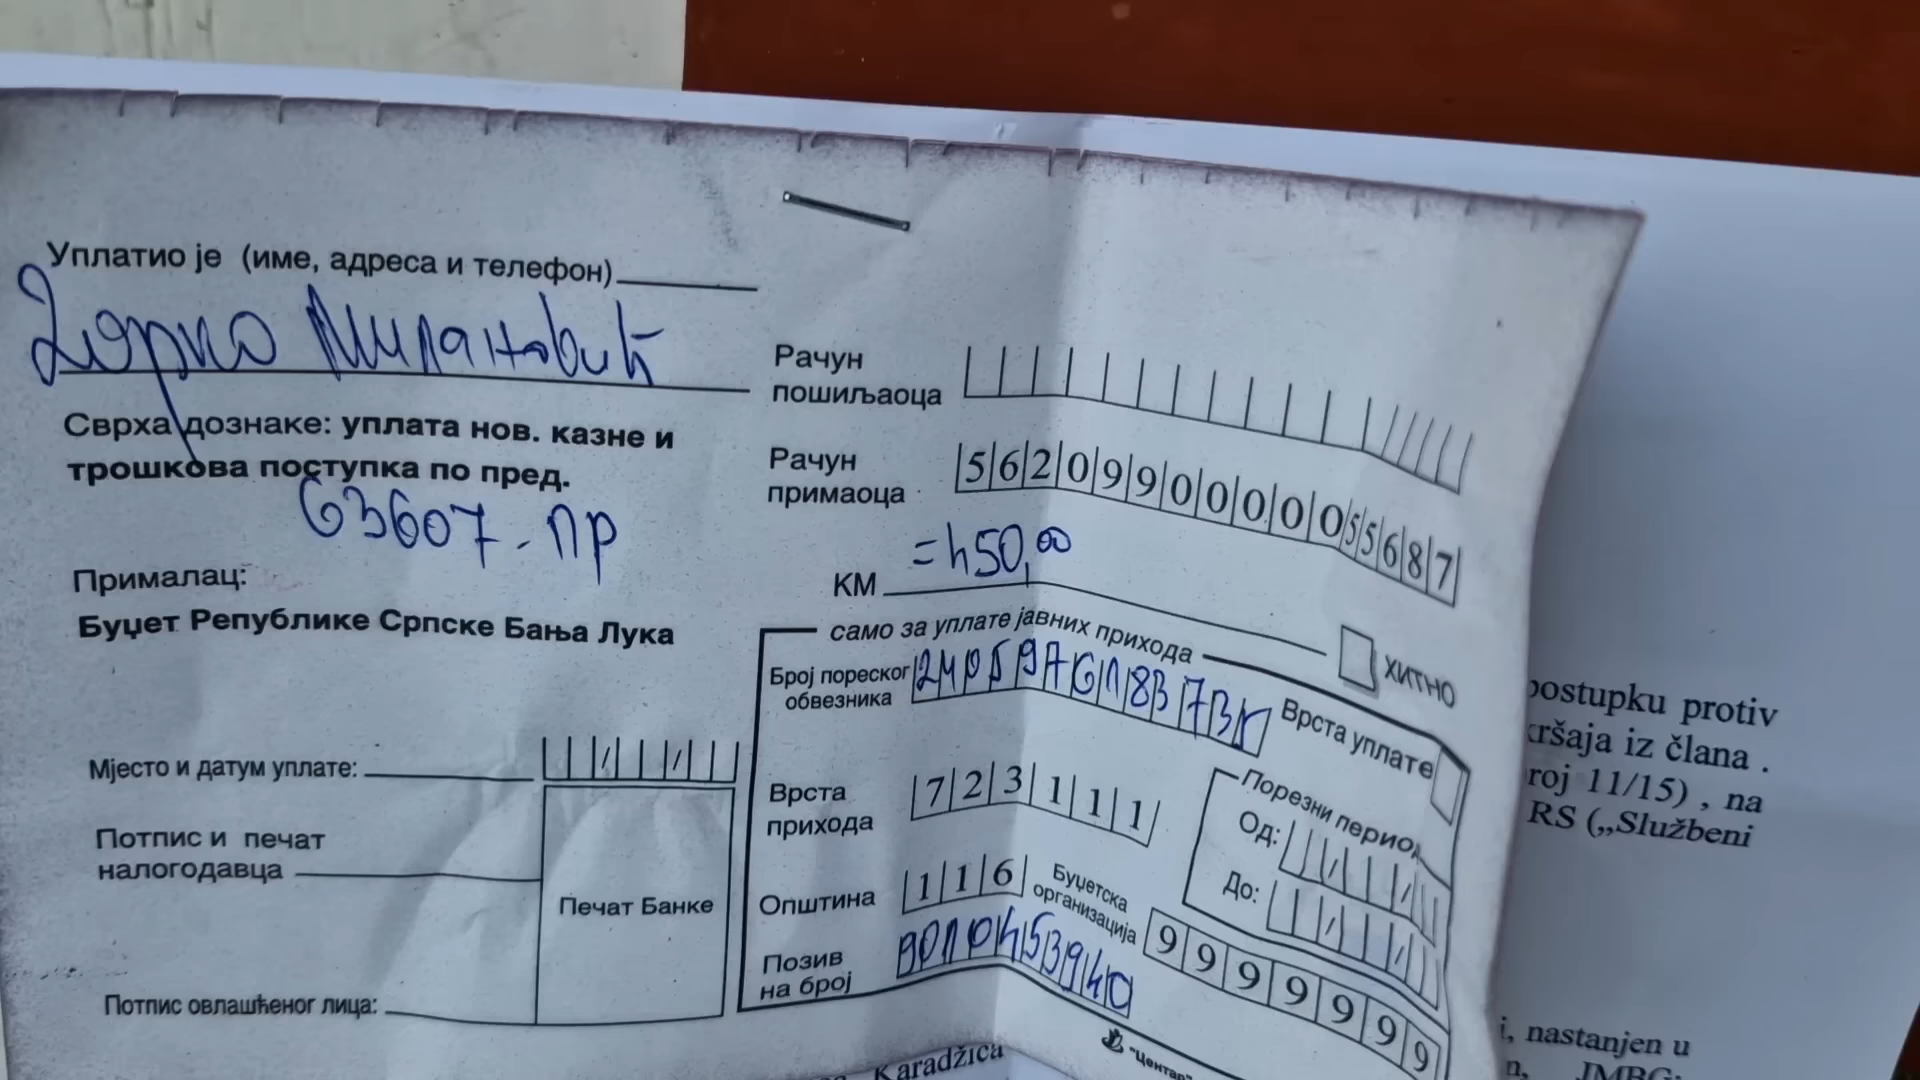 Уплатио је (име, адреса и телефон)
Милановић
Сврха дознаке: уплата нов. казне и
трошкова поступка по пред.
63607-ПР
Прималац:
Буџет Републике Српске Бања Лука
Мјесто и датум уплате:
Потпис и печат
налогодавца
Печат Банке
Потпис овлашћеног лица:
Рачун
пошиљаоца
Рачун
примаоца
5620990000055687
КМ =450,00
ХИТНО
само за уплате јавних прихода
Број пореског
обвезника
Врста уплате
Врста
прихода
723111
Порезни период
Од:
До:
Општина
116
Буџетска
организација
9999999
Позив
на број
"Центар"
postupku protiv
iz člana .
11/15) , na
RS („Službeni
nastanjen u
JMBG:
Karadžića